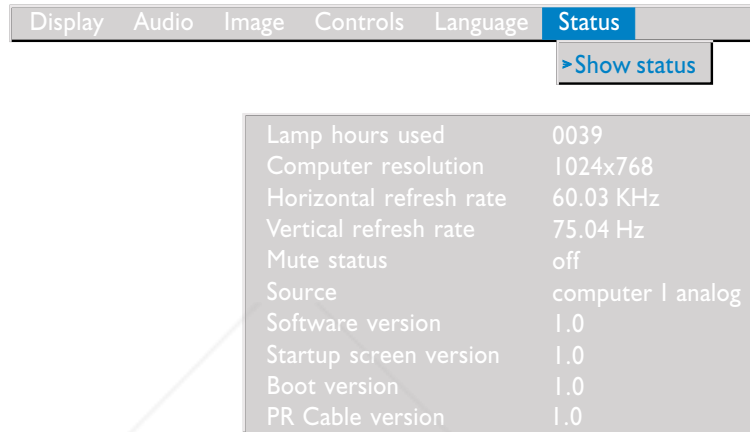 Display Audio Image Controls Language Status
>Show status
Lamp hours used 0039
Computer resolution 1024x768
Horizontal refresh rate 60.03 KHz
Vertical refresh rate 75.04 Hz
Mute status off
Source computer 1 analog
Software version 1.0
Startup screen version 1.0
Boot version 1.0
PR Cable version 1.0